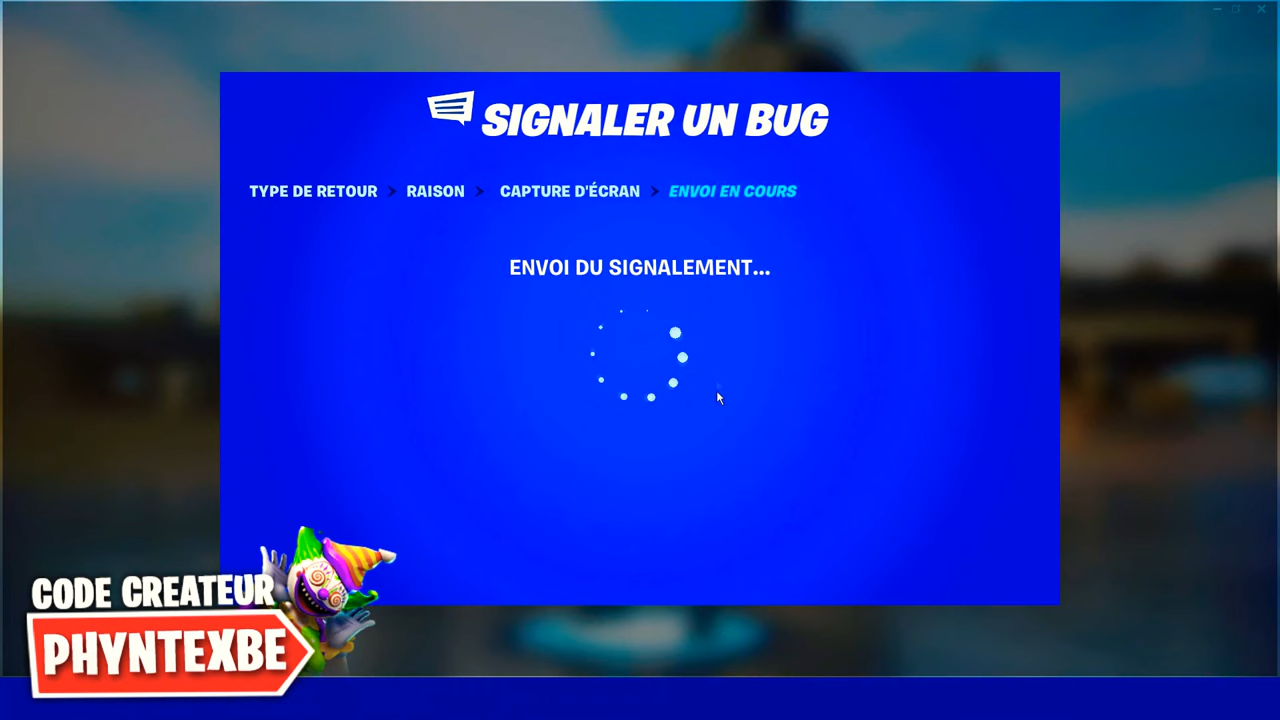 SIGNALER UN BUG
TYPE DE RETOUR > RAISON > CAPTURE D'ÉCRAN > ENVOI EN COURS
ENVOI DU SIGNALEMENT...
CODE CREATEUR
PHYNTEXBE